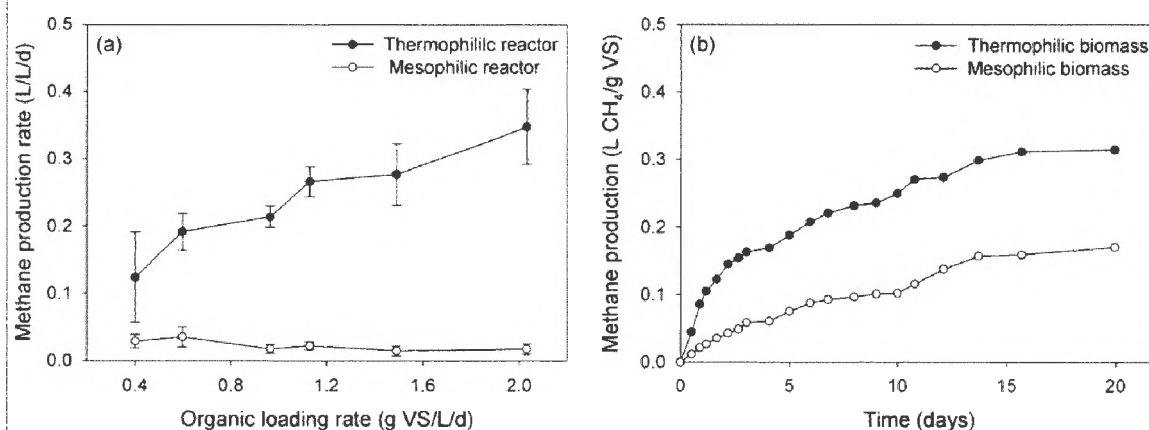 (a)
Thermophililc reactor
Mesophilic reactor
Methane production rate (L/L/d)
0.5
0.4
0.3
0.2
0.1
0.0
0.4
0.8
1.2
1.6
2.0
Organic loading rate (g VS/L/d)
(b)
Thermophilic biomass
Mesophilic biomass
Methane production (L CH₄/g VS)
0.5
0.4
0.3
0.2
0.1
0.0
0
5
10
15
20
Time (days)